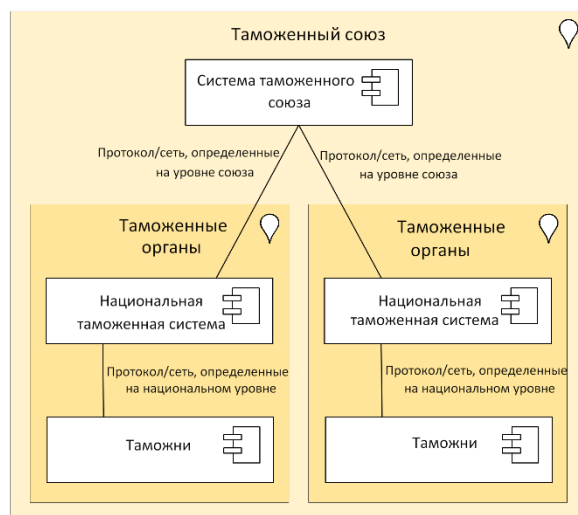 Таможенный союз
Система таможенного
союза
Протокол/сеть, определенные
на уровне союза
Протокол/сеть, определенные
на уровне союза
Таможенные
органы
Национальная
таможенная система
Протокол/сеть, определенные
на национальном уровне
Таможни
Таможенные
органы
Национальная
таможенная система
Протокол/сеть, определенные
на национальном уровне
Таможни